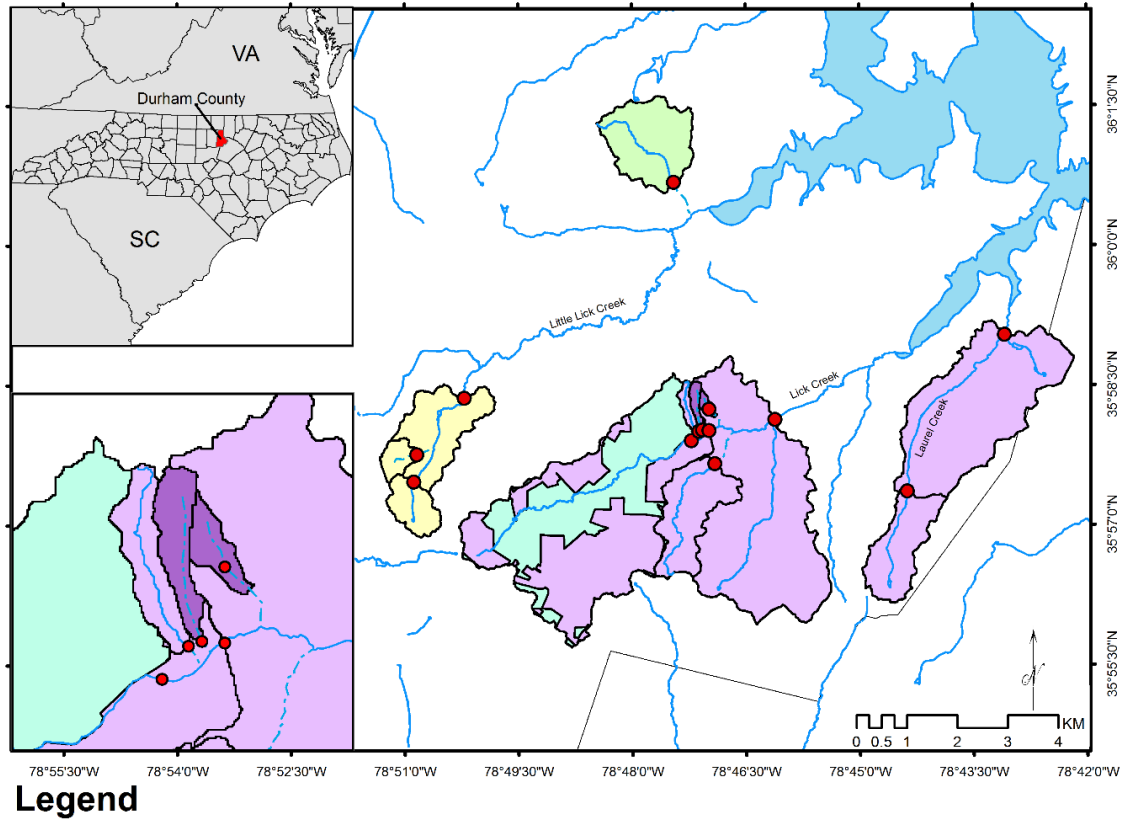 VA
Durham County
SC
Little Lick Creek
Lick Creek
Laurel Creek
36°1'30"N
36°0'0"N
35°58'30"N
35°57'0"N
35°55'30"N
N
KM
0 0.5 1 2 3 4
78°55'30"W 78°54'0"W 78°52'30"W 78°51'0"W 78°49'30"W 78°48'0"W 78°46'30"W 78°45'0"W 78°43'30"W 78°42'0"W
Legend